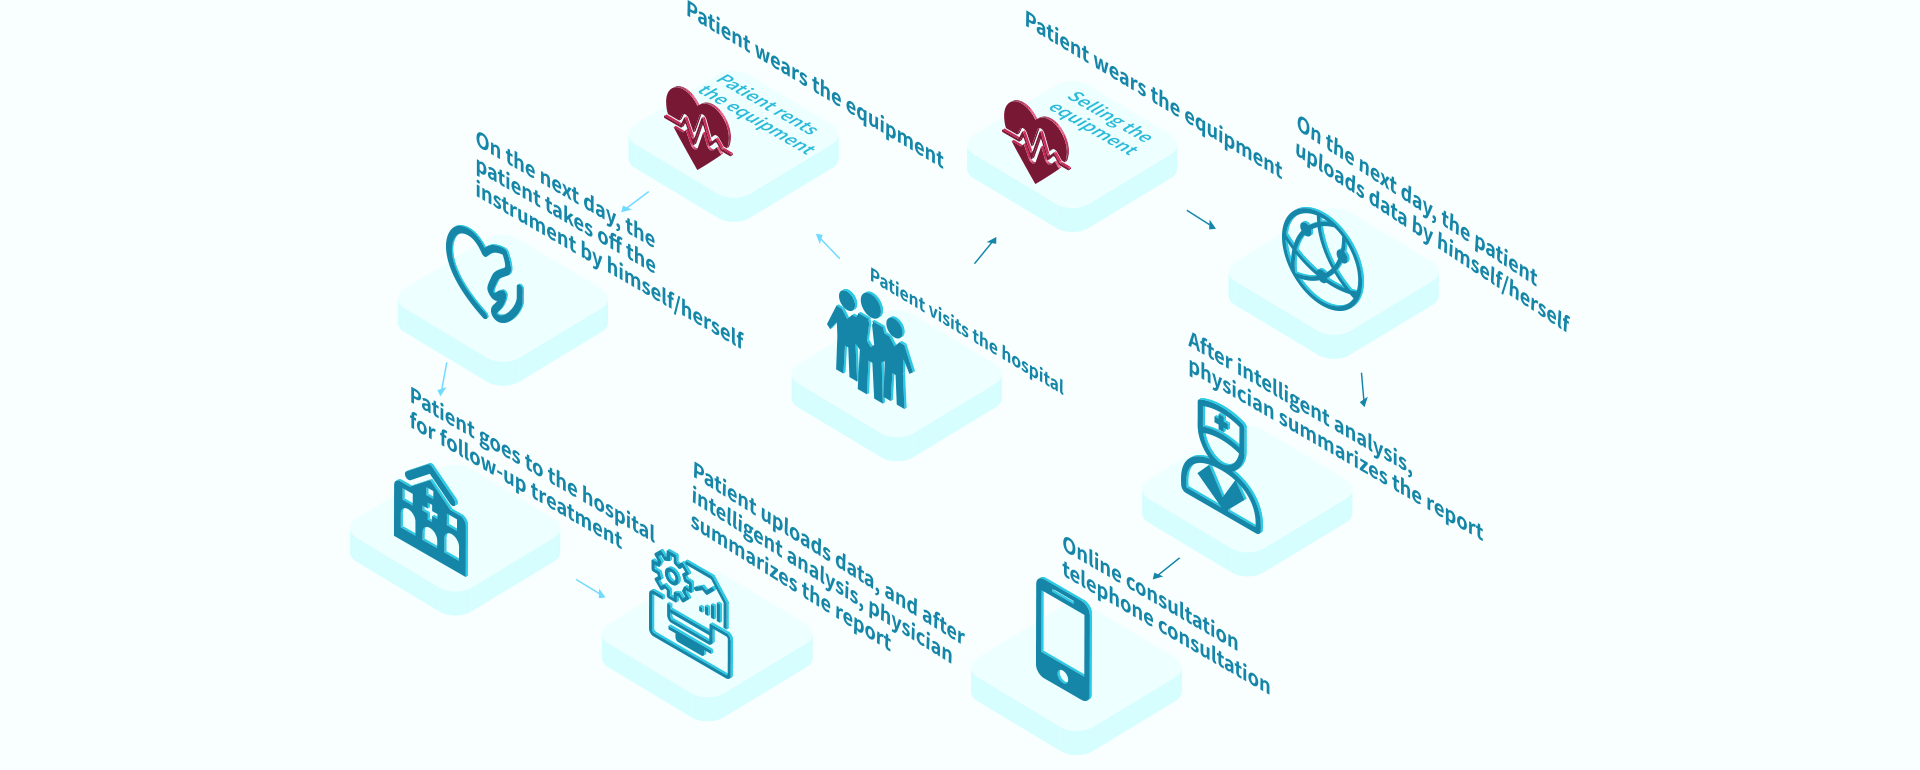 Patient wears the equipment
Patient rents
the equipment
Patient wears the equipment
Selling the
equipment
On the next day, the
patient takes off the
instrument by himself/herself
On the next day, the patient
uploads data by himself/herself
Patient visits the hospital
After intelligent analysis,
physician summarizes the report
Patient goes to the hospital
for follow-up treatment
Patient uploads data, and after
intelligent analysis, physician
summarizes the report
Online consultation
telephone consultation